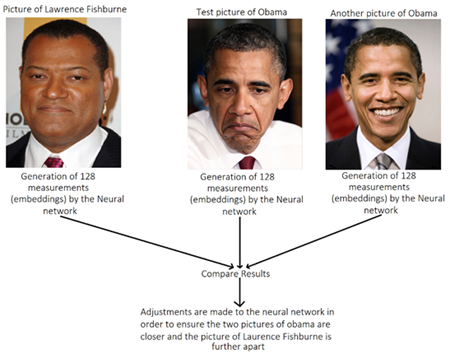 Picture of Lawrence Fishburne
Test picture of Obama
Another picture of Obama
Generation of 128
measurements
(embeddings) by the Neural
network
Generation of 128
measurements
(embeddings) by the Neural
network
Generation of 128
measurements
(embeddings) by the Neural
network
Compare Results
Adjustments are made to the neural network in
order to ensure the two pictures of obama are
closer and the picture of Laurence Fishburne is
further apart